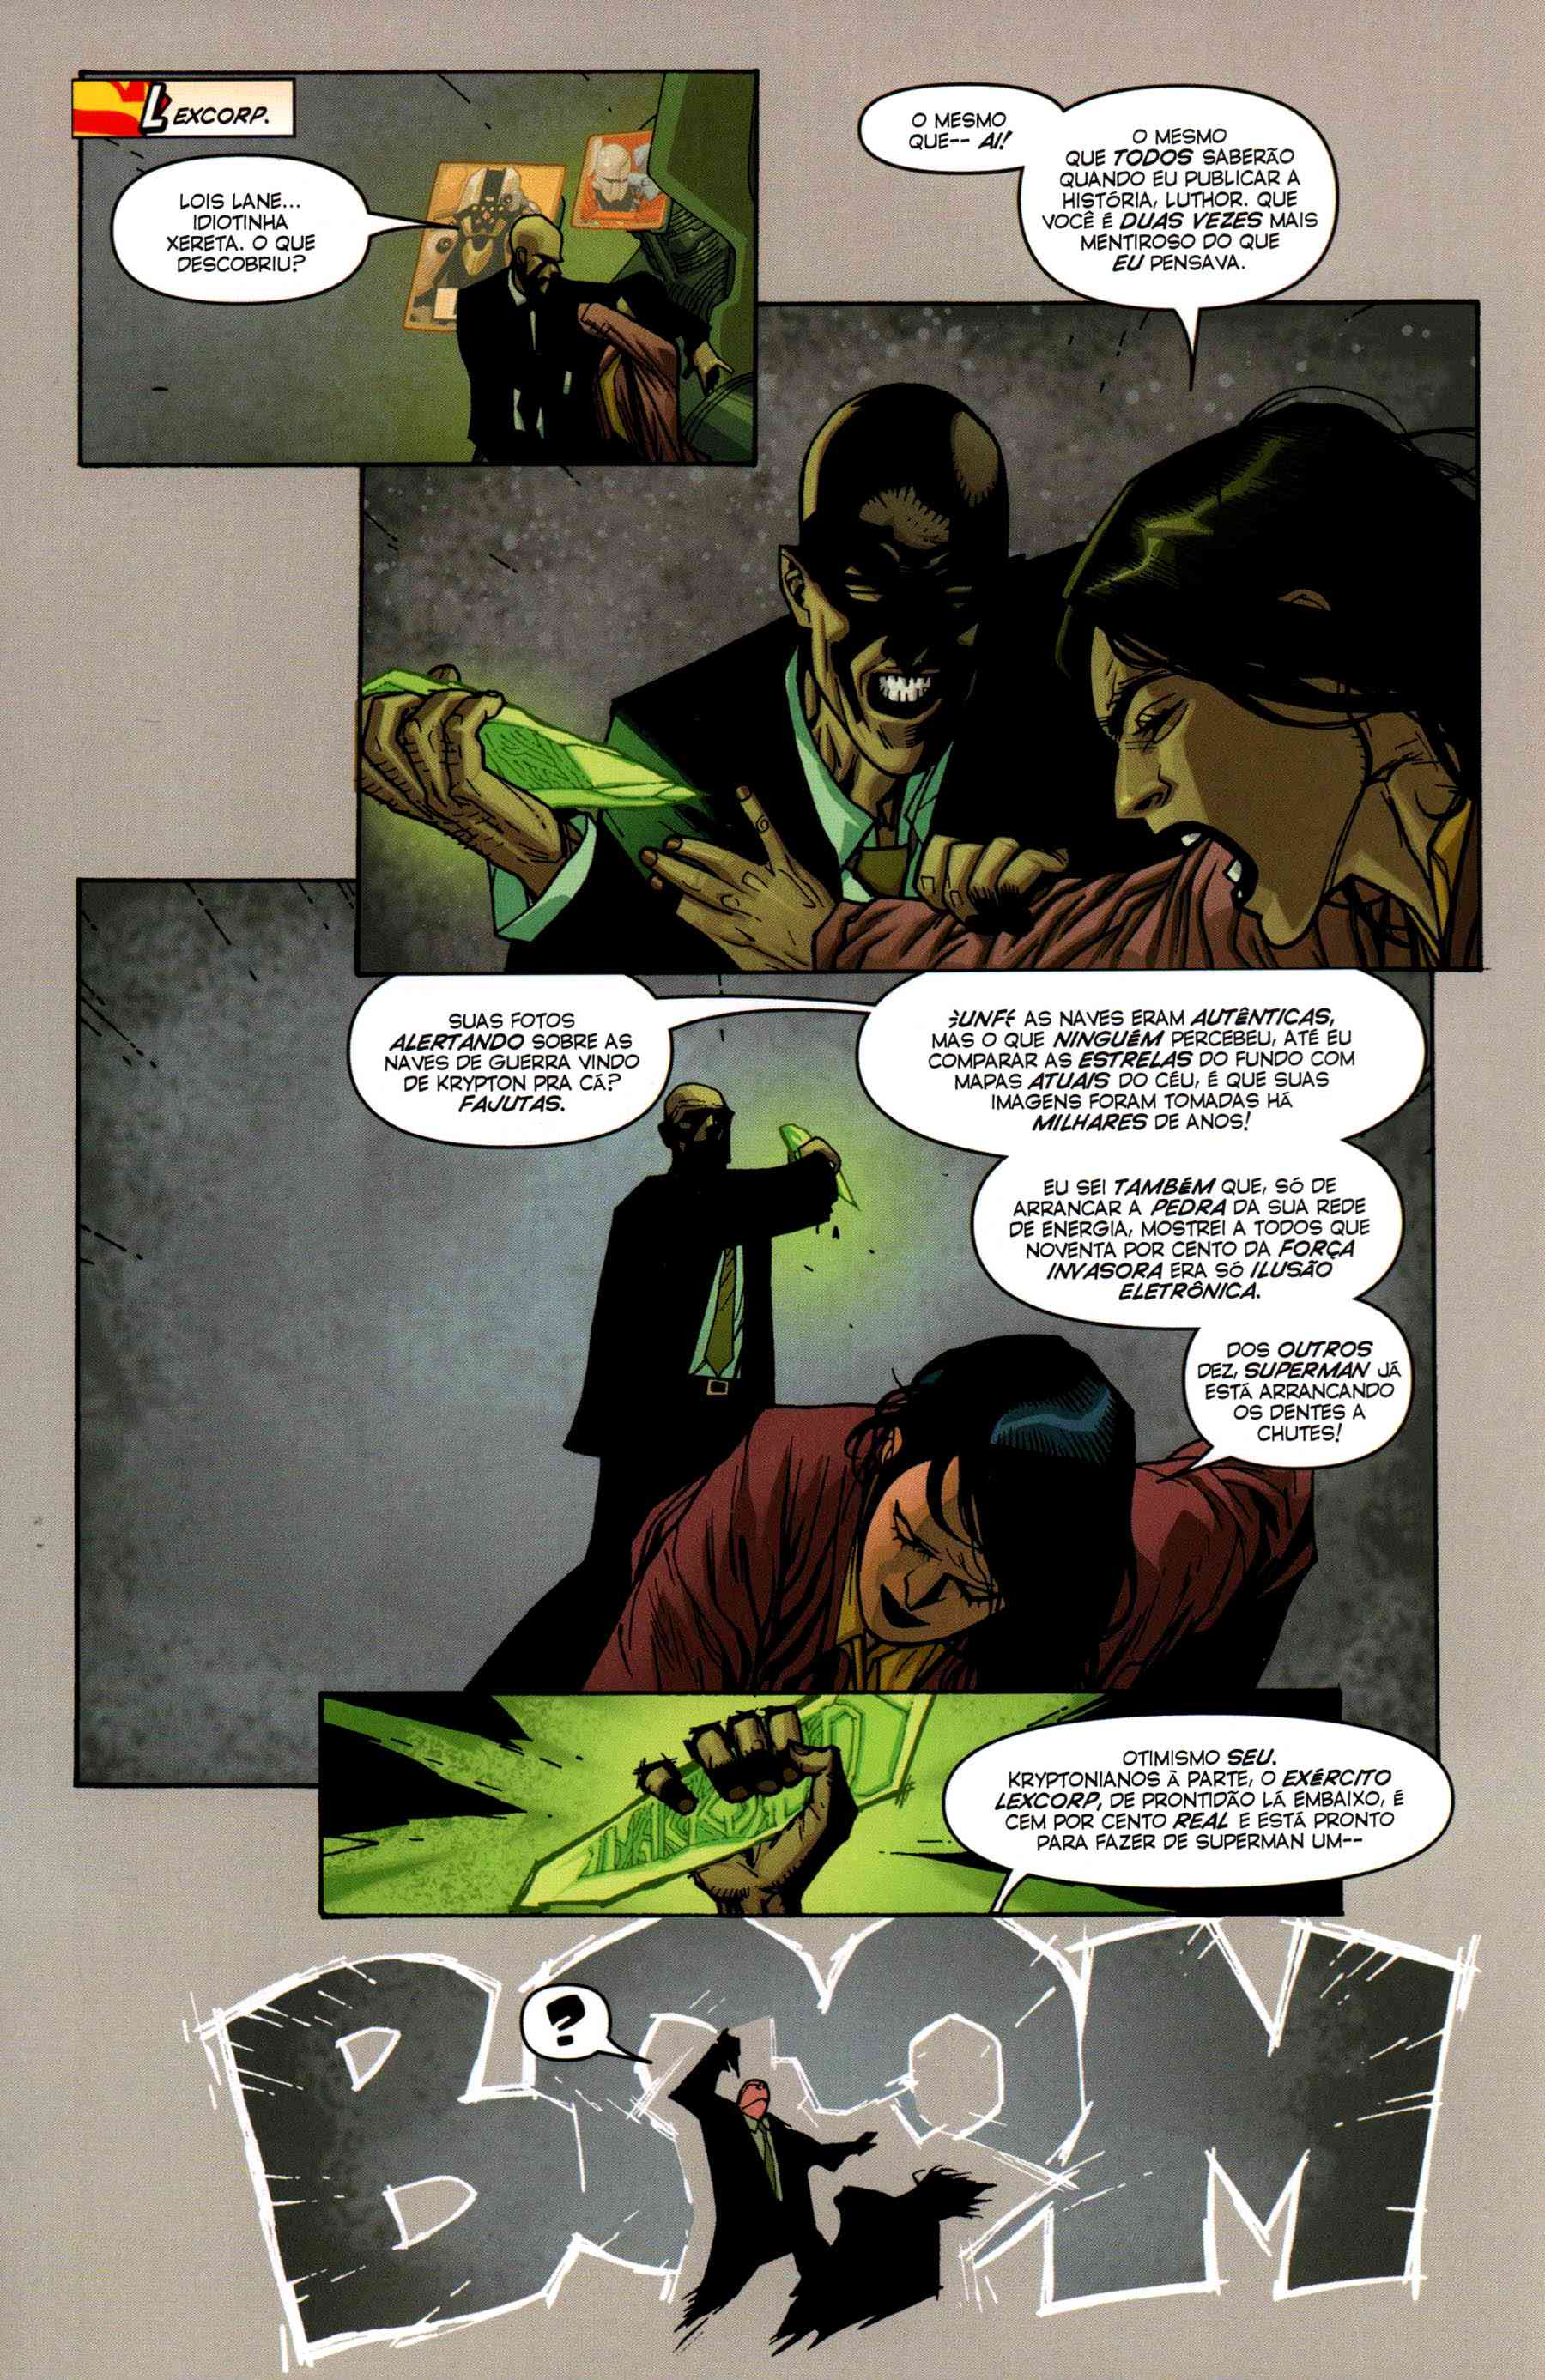 LEXCORP.
LOIS LANE...
IDIOTINHA
XERETA. O QUE
DESCOBRIU?
O MESMO
QUE-- AI!
O MESMO
QUE TODOS SABERÃO
QUANDO EU PUBLICAR A
HISTÓRIA, LUTHOR. QUE
VOCÊ É DUAS VEZES MAIS
MENTIROSO DO QUE
EU PENSAVA.
SUAS FOTOS
ALERTANDO SOBRE AS
NAVES DE GUERRA VINDO
DE KRYPTON PRA CÁ?
FAJUTAS.
UNF AS NAVES ERAM AUTÊNTICAS,
MAS O QUE NINGUÉM PERCEBEU, ATÉ EU
COMPARAR AS ESTRELAS DO FUNDO COM
MAPAS ATUAIS DO CÉU, É QUE SUAS
IMAGENS FORAM TOMADAS HÁ
MILHARES DE ANOS!
EU SEI TAMBÉM QUE, SÓ DE
ARRANCAR A PEDRA DA SUA REDE
DE ENERGIA, MOSTREI A TODOS QUE
NOVENTA POR CENTO DA FORÇA
INVASORA ERA SÓ ILUSÃO
ELETRÔNICA.
DOS OUTROS
DEZ, SUPERMAN JÁ
ESTÁ ARRANCANDO
OS DENTES A
CHUTES!
OTIMISMO SEU.
KRYPTONIANOS À PARTE, O EXÉRCITO
LEXCORP, DE PRONTIDÃO LÁ EMBAIXO, É
CEM POR CENTO REAL E ESTÁ PRONTO
PARA FAZER DE SUPERMAN UM--
BOOM
?